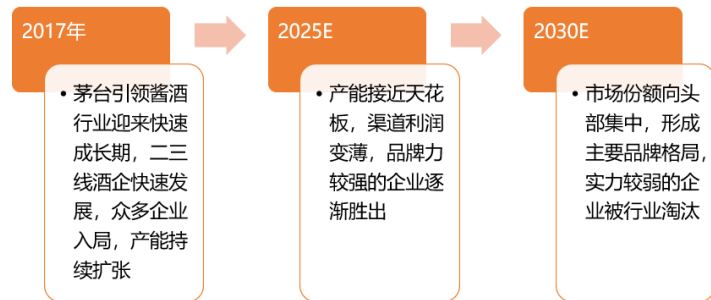 2017年
茅台引领酱酒
行业迎来快速
成长期，二三
线酒企快速发
展，众多企业
入局，产能持
续扩张
2025E
产能接近天花
板，渠道利润
变薄，品牌力
较强的企业逐
渐胜出
2030E
市场份额向头
部集中，形成
主要品牌格局，
实力较弱的企
业被行业淘汰